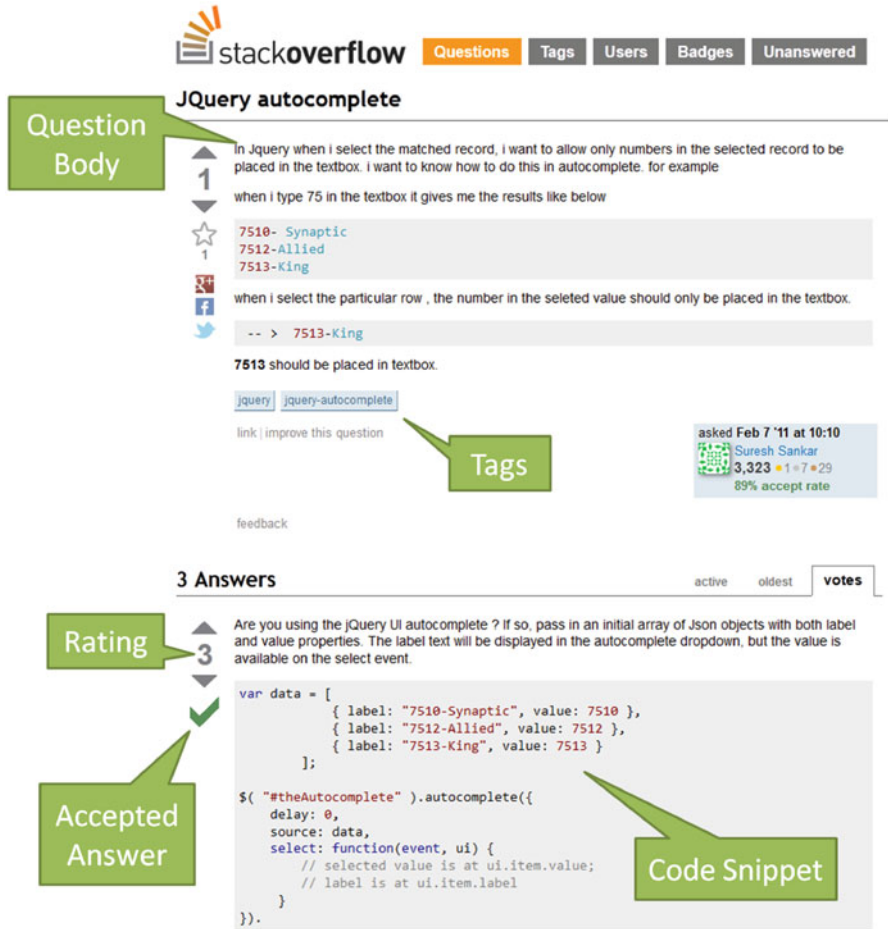 stackoverflow Questions Tags Users Badges Unanswered
JQuery autocomplete
Question
Body
In Jquery when i select the matched record, i want to allow only numbers in the selected record to be
placed in the textbox. i want to know how to do this in autocomplete. for example
1
when i type 75 in the textbox it gives me the results like below
7510- Synaptic
7512-Allied
7513-King
1
g+
f
when i select the particular row , the number in the seleted value should only be placed in the textbox.
-- > 7513-King
7513 should be placed in textbox.
jquery jquery-autocomplete
link | improve this question
Tags
asked Feb 7 '11 at 10:10
Suresh Sankar
3,323 1 7 29
89% accept rate
feedback
3 Answers
active oldest votes
Rating
3
Are you using the jQuery UI autocomplete ? If so, pass in an initial array of Json objects with both label
and value properties. The label text will be displayed in the autocomplete dropdown, but the value is
available on the select event.
var data = [
{ label: "7510-Synaptic", value: 7510 },
{ label: "7512-Allied", value: 7512 },
{ label: "7513-King", value: 7513 }
];
$( "#theAutocomplete" ).autocomplete({
delay: 0,
source: data,
select: function(event, ui) {
// selected value is at ui.item.value;
// label is at ui.item.label
}
}).
Accepted
Answer
Code Snippet